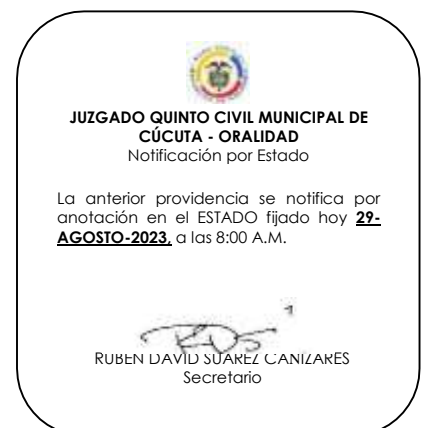 JUZGADO QUINTO CIVIL MUNICIPAL DE
CÚCUTA - ORALIDAD
Notificación por Estado
La anterior providencia se notifica por
anotación en el ESTADO fijado hoy 29-
AGOSTO-2023, a las 8:00 A.M.
RUBEN DAVID SUAREZ CANIZARES
Secretario